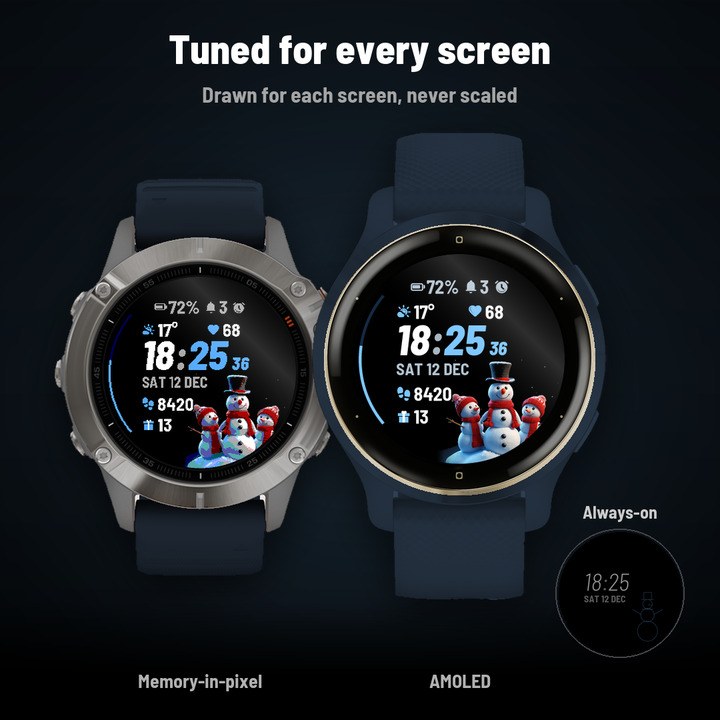 Tuned for every screen
Drawn for each screen, never scaled
72% 3
17° 68
18:25 36
SAT 12 DEC
8420
13
72% 3
17° 68
18:25 36
SAT 12 DEC
8420
13
Always-on
18:25
SAT 12 DEC
Memory-in-pixel
AMOLED